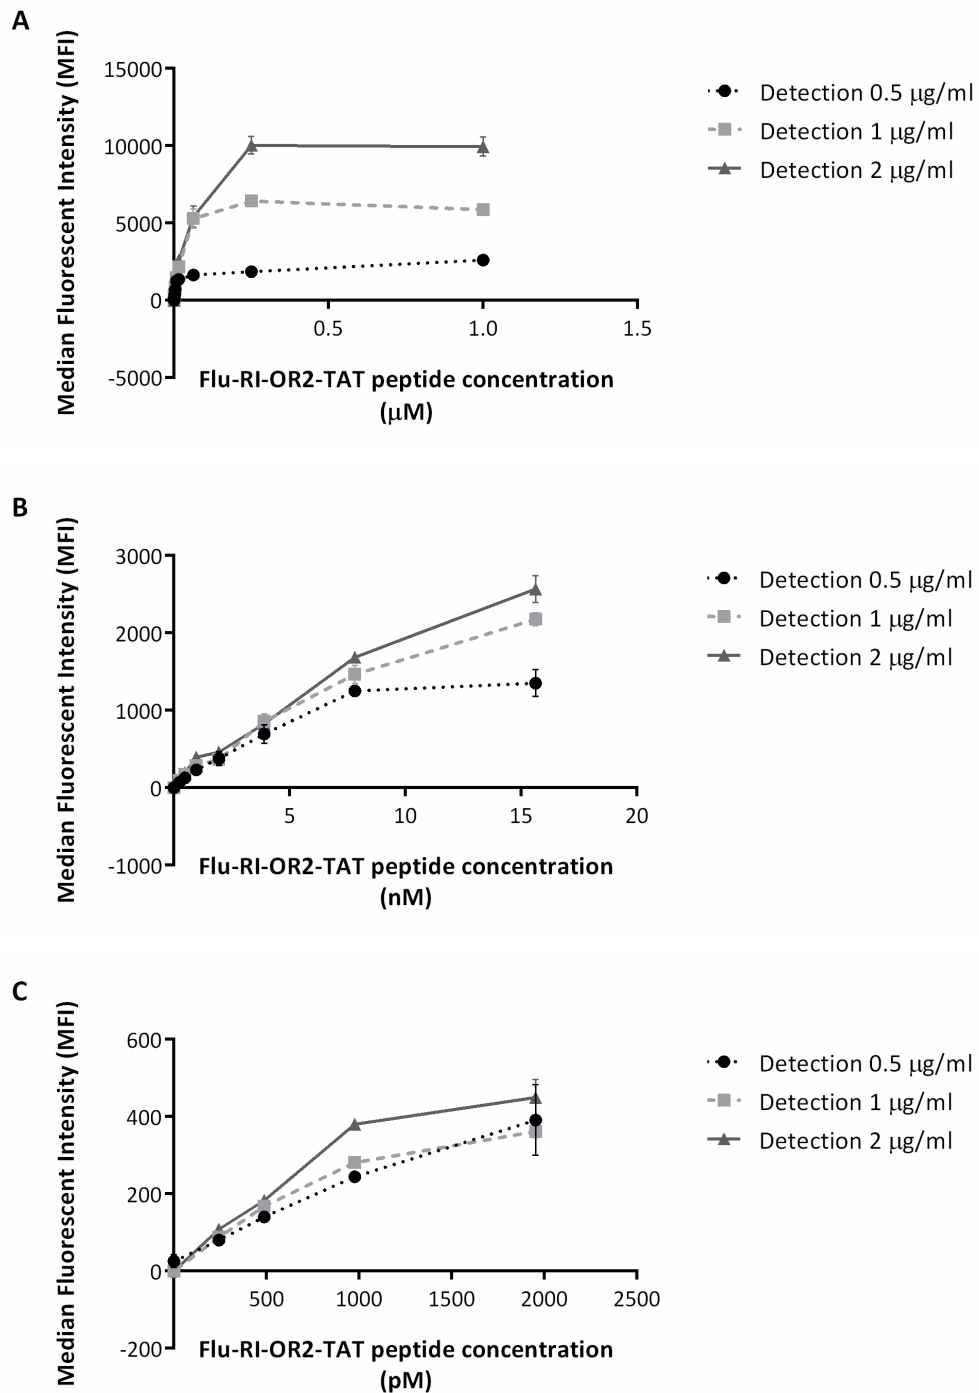 A
Median Fluorescent Intensity (MFI)
15000
10000
5000
0
-5000
0.5
1.0
1.5
Flu-RI-OR2-TAT peptide concentration
(μM)
Detection 0.5 μg/ml
Detection 1 μg/ml
Detection 2 μg/ml
B
Median Fluorescent Intensity (MFI)
3000
2000
1000
0
-1000
5
10
15
20
Flu-RI-OR2-TAT peptide concentration
(nM)
Detection 0.5 μg/ml
Detection 1 μg/ml
Detection 2 μg/ml
C
Median Fluorescent Intensity (MFI)
600
400
200
0
-200
500
1000
1500
2000
2500
Flu-RI-OR2-TAT peptide concentration
(pM)
Detection 0.5 μg/ml
Detection 1 μg/ml
Detection 2 μg/ml